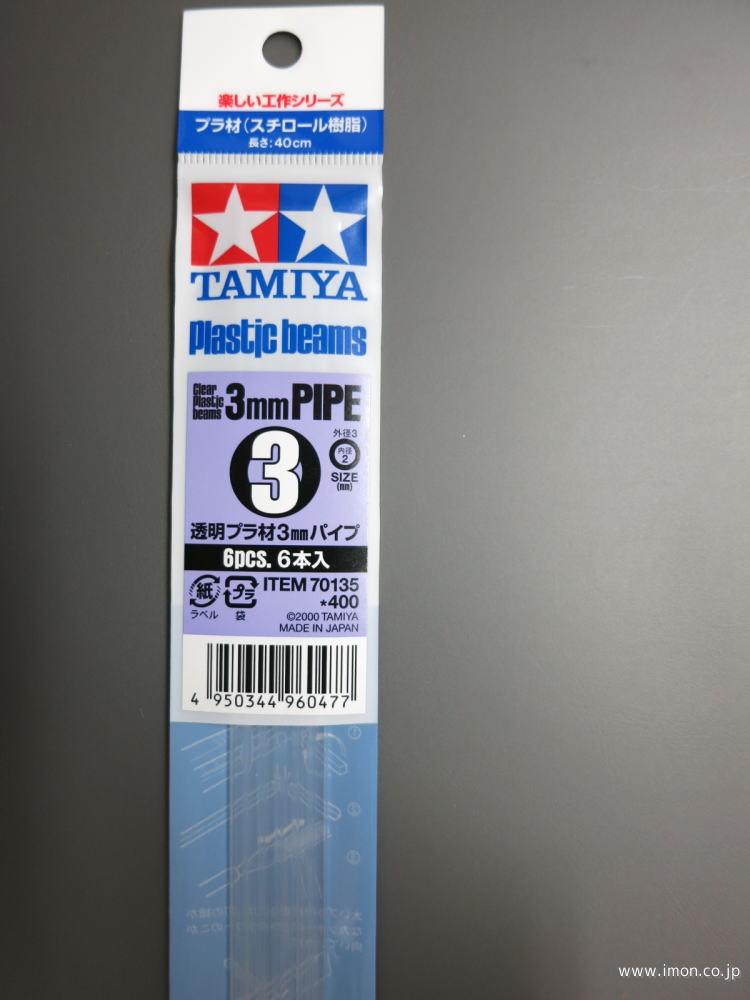 楽しい工作シリーズ
プラ材(スチロール樹脂)
長さ:40cm
TAMIYA
Plastic beams
Clear
Plastic
beams
3mm PIPE
外径3
内径
2
3
SIZE
(mm)
透明プラ材3mmパイプ
6pcs. 6本入
紙
ラベル
プラ
袋
ITEM 70135
*400
©2000 TAMIYA
MADE IN JAPAN
4 950344 960477
①
②
③
www.imon.co.jp